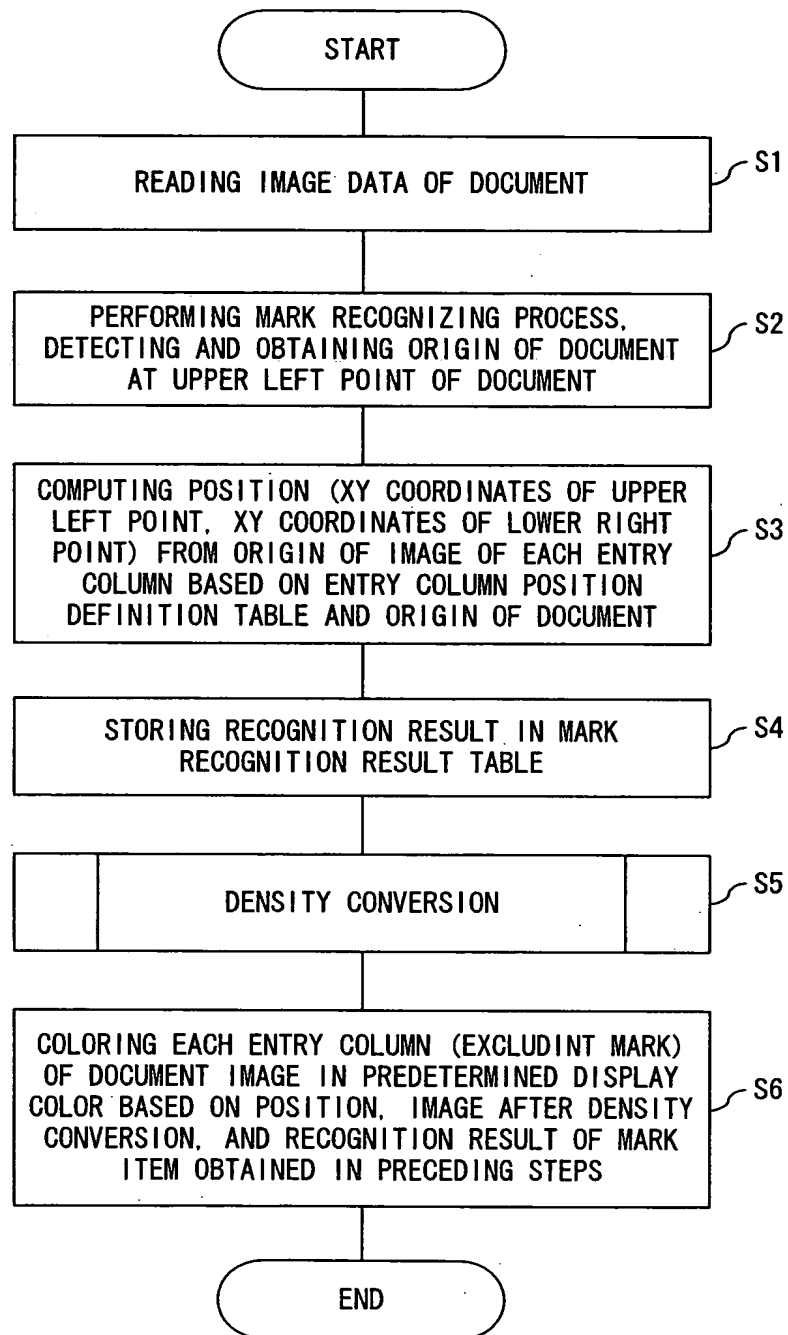 START
READING IMAGE DATA OF DOCUMENT
S1
PERFORMING MARK RECOGNIZING PROCESS,
DETECTING AND OBTAINING ORIGIN OF DOCUMENT
AT UPPER LEFT POINT OF DOCUMENT
S2
COMPUTING POSITION (XY COORDINATES OF UPPER
LEFT POINT, XY COORDINATES OF LOWER RIGHT
POINT) FROM ORIGIN OF IMAGE OF EACH ENTRY
COLUMN BASED ON ENTRY COLUMN POSITION
DEFINITION TABLE AND ORIGIN OF DOCUMENT
S3
STORING RECOGNITION RESULT IN MARK
RECOGNITION RESULT TABLE
S4
DENSITY CONVERSION
S5
COLORING EACH ENTRY COLUMN (EXCLUDINT MARK)
OF DOCUMENT IMAGE IN PREDETERMINED DISPLAY
COLOR BASED ON POSITION, IMAGE AFTER DENSITY
CONVERSION, AND RECOGNITION RESULT OF MARK
ITEM OBTAINED IN PRECEDING STEPS
S6
END